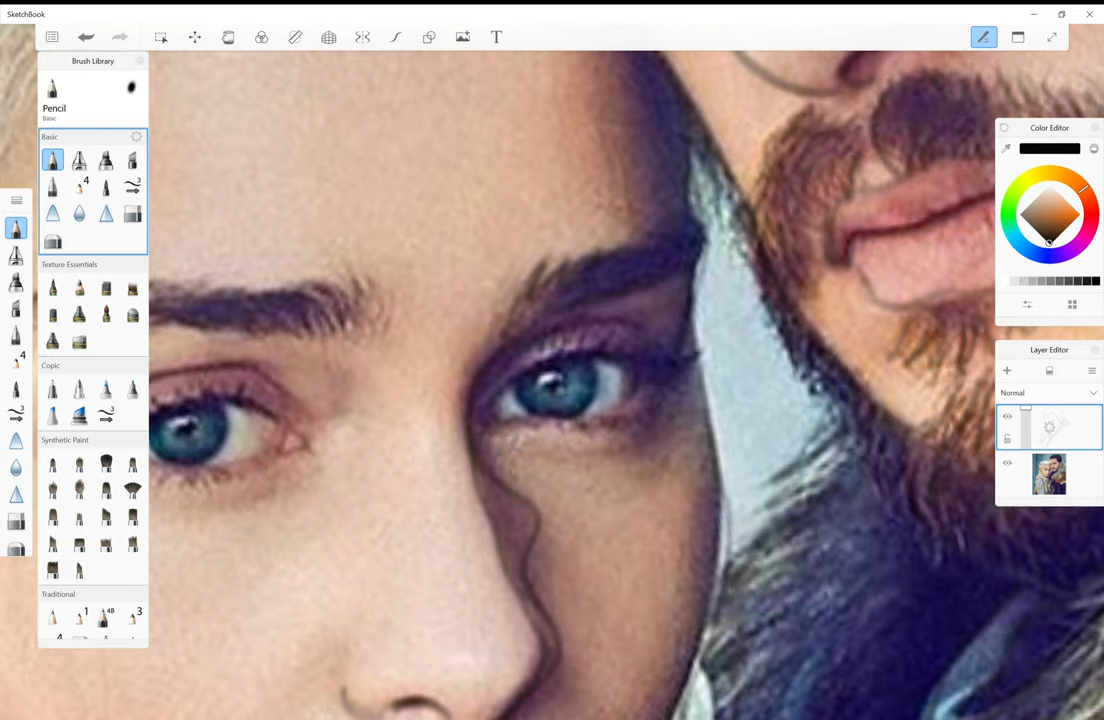 SketchBook
T
Brush Library
Pencil
Basic
Basic
4
3
Texture Essentials
Copic
3
Synthetic Paint
Traditional
1
4B
3
4
4
3
Color Editor
Layer Editor
Normal